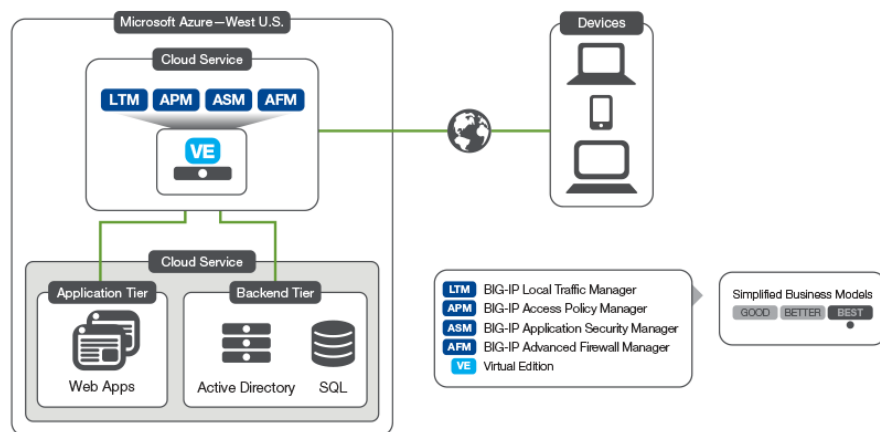 Microsoft Azure—West U.S.
Cloud Service
LTM APM ASM AFM
VE
Cloud Service
Application Tier
Web Apps
Backend Tier
Active Directory
SQL
Devices
LTM BIG-IP Local Traffic Manager
APM BIG-IP Access Policy Manager
ASM BIG-IP Application Security Manager
AFM BIG-IP Advanced Firewall Manager
VE Virtual Edition
Simplified Business Models
GOOD BETTER BEST